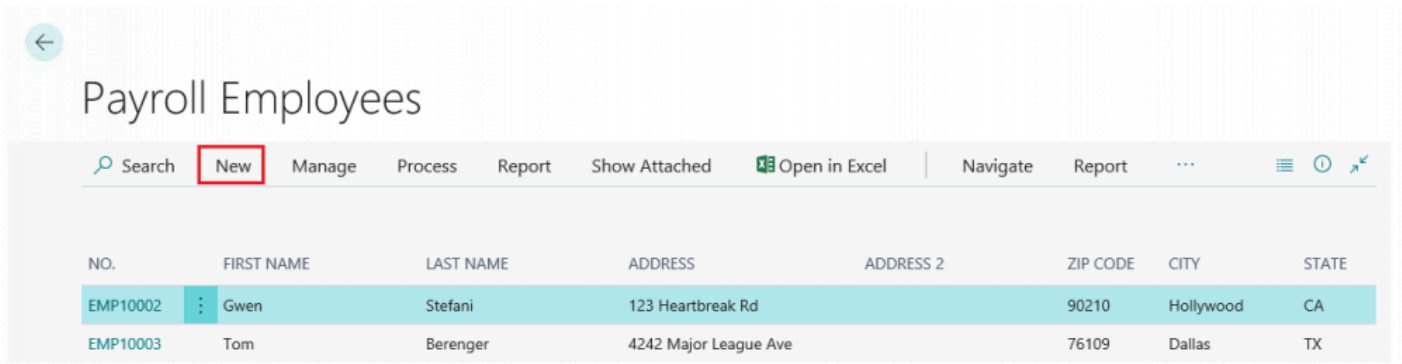 Payroll Employees
Search New Manage Process Report Show Attached Open in Excel Navigate Report ...
NO. FIRST NAME LAST NAME ADDRESS ADDRESS 2 ZIP CODE CITY STATE
EMP10002 Gwen Stefani 123 Heartbreak Rd 90210 Hollywood CA
EMP10003 Tom Berenger 4242 Major League Ave 76109 Dallas TX